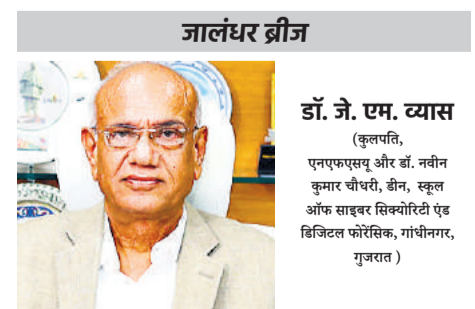 जालंधर ब्रीज
डॉ. जे. एम. व्यास
(कुलपति,
एनएफएसयू और डॉ. नवीन
कुमार चौधरी, डीन, स्कूल
ऑफ साइबर सिक्योरिटी एंड
डिजिटल फोरेंसिक, गांधीनगर,
गुजरात )